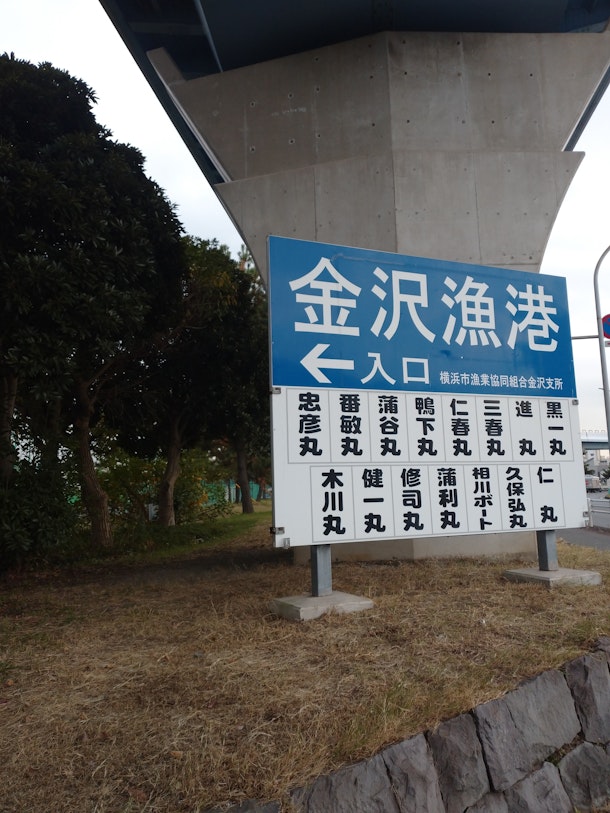 金沢漁港
←入口
横浜市漁業協同組合金沢支所
黒一丸
進丸
三春丸
仁春丸
鴨下丸
蒲谷丸
番敏丸
忠彦丸
仁丸
久保弘丸
相川ボート
蒲利丸
修司丸
健一丸
木川丸